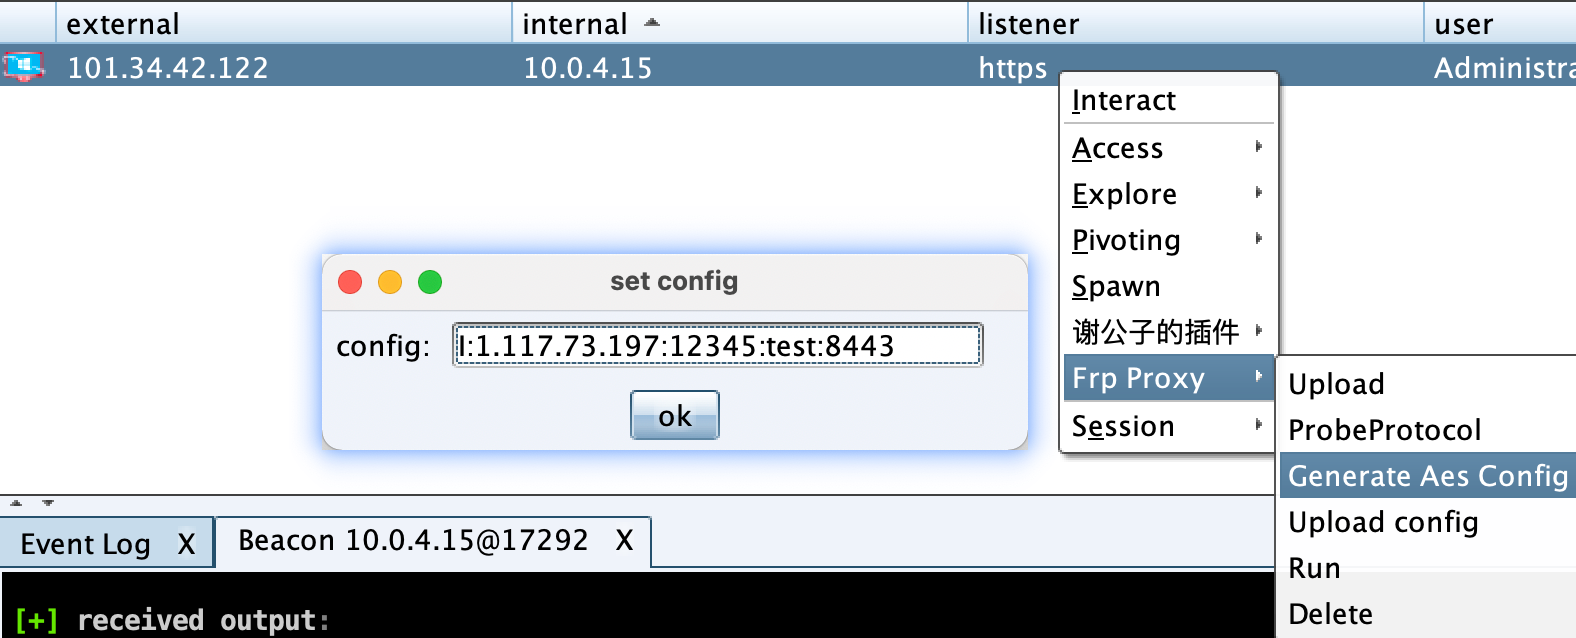 external internal listener user
101.34.42.122 10.0.4.15 https Administra
Interact
Access
Explore
Pivoting
Spawn
谢公子的插件
Frp Proxy
Session
set config
config: l:1.117.73.197:12345:test:8443
ok
Upload
ProbeProtocol
Generate Aes Config
Upload config
Run
Delete
Event Log X Beacon 10.0.4.15@17292 X
[+] received output: